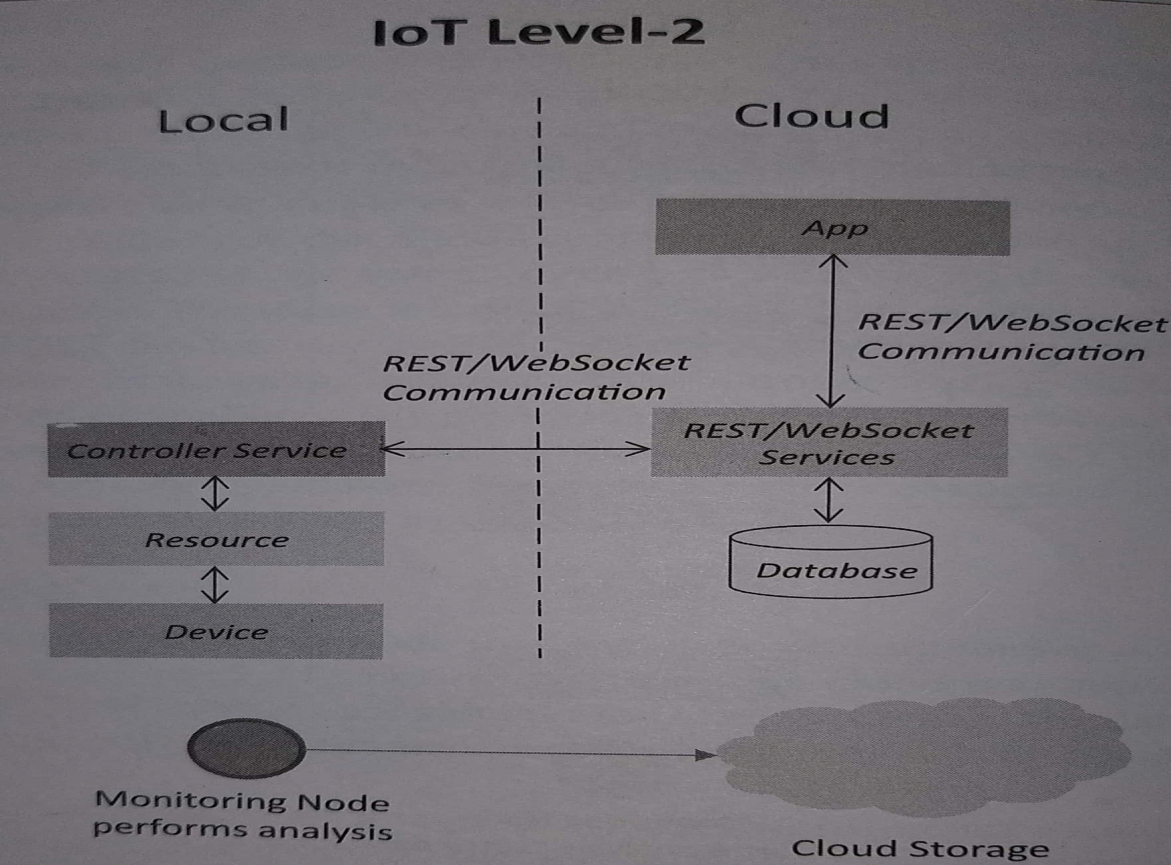 IoT Level-2
Local
Cloud
App
REST/WebSocket
Communication
REST/WebSocket
Communication
Controller Service
REST/WebSocket
Services
Resource
Database
Device
Monitoring Node
performs analysis
Cloud Storage